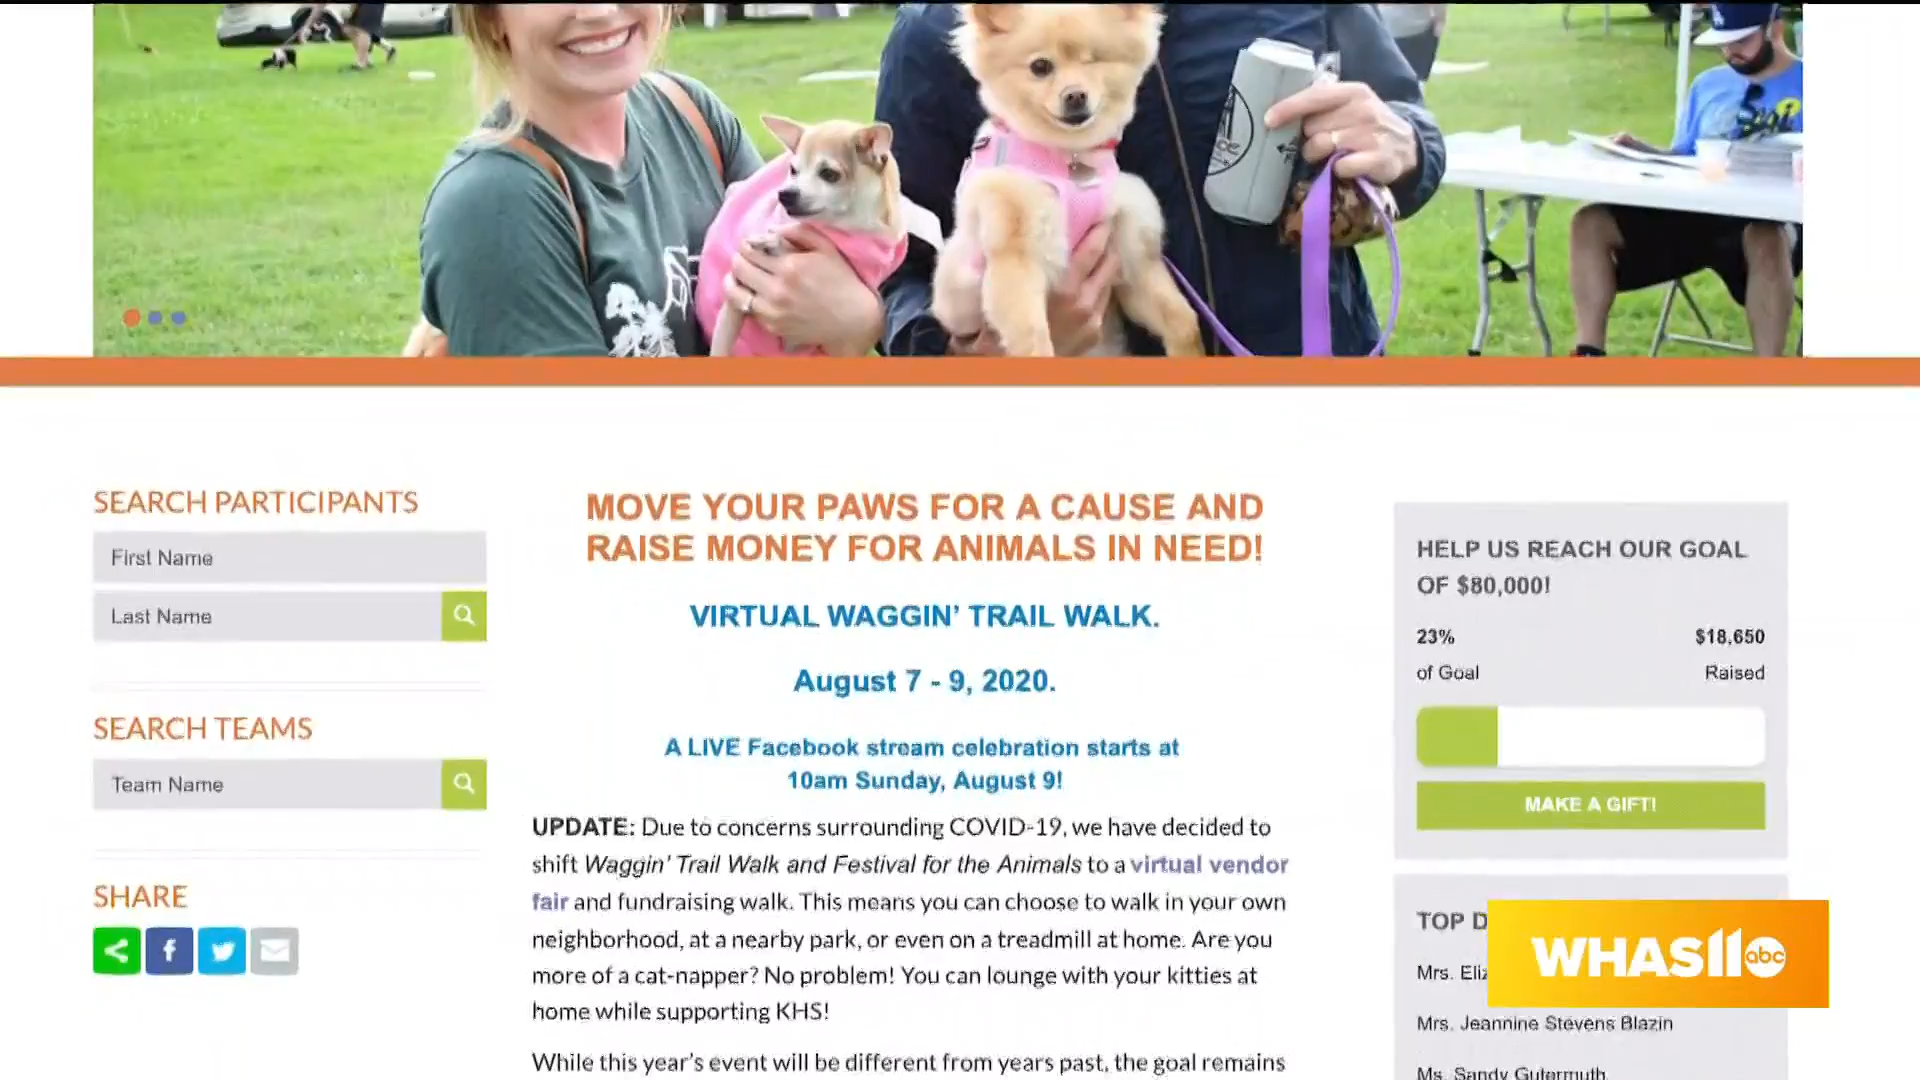 SEARCH PARTICIPANTS
First Name
Last Name
SEARCH TEAMS
Team Name
SHARE
MOVE YOUR PAWS FOR A CAUSE AND
RAISE MONEY FOR ANIMALS IN NEED!
VIRTUAL WAGGIN' TRAIL WALK.
August 7 - 9, 2020.
A LIVE Facebook stream celebration starts at
10am Sunday, August 9!
UPDATE: Due to concerns surrounding COVID-19, we have decided to
shift Waggin' Trail Walk and Festival for the Animals to a virtual vendor
fair and fundraising walk. This means you can choose to walk in your own
neighborhood, at a nearby park, or even on a treadmill at home. Are you
more of a cat-napper? No problem! You can lounge with your kitties at
home while supporting KHS!
While this year's event will be different from years past, the goal remains
HELP US REACH OUR GOAL
OF $80,000!
23% $18,650
of Goal Raised
MAKE A GIFT!
TOP
Mrs.
Mrs. Jeannine Stevens Blazin
Ms. Sandy Gutermuth
WHAS11 abc